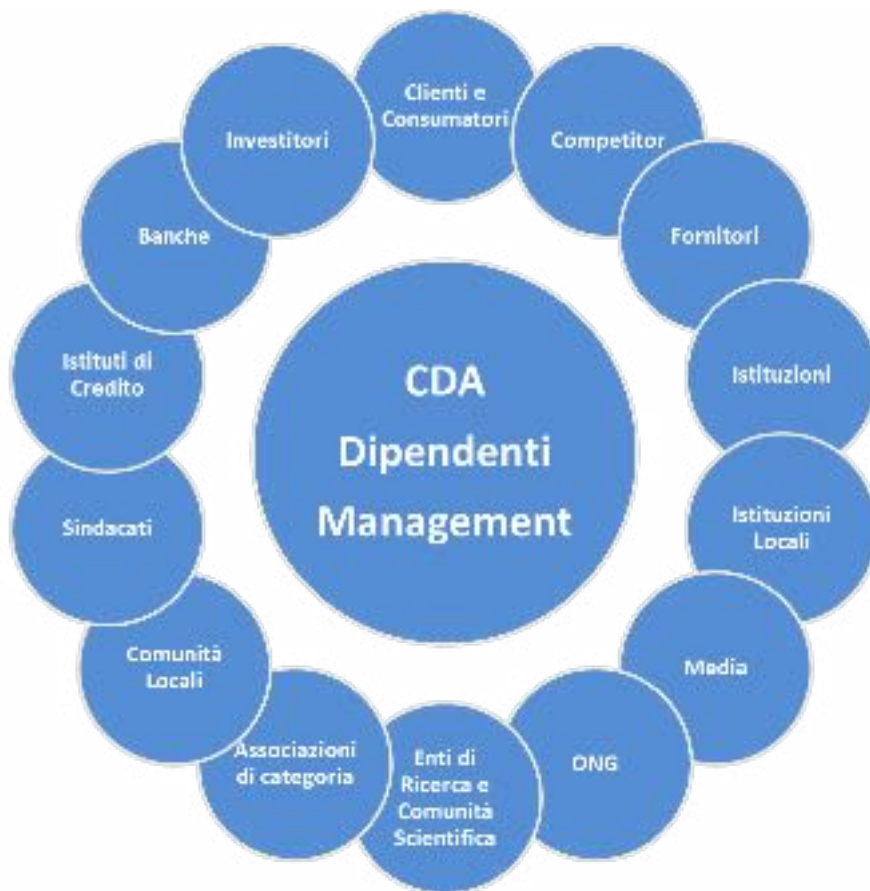 Clienti e
Consumatori
Competitor
Fornitori
Istituzioni
Istituzioni
Locali
Media
ONG
Enti di
Ricerca e
Comunità
Scientifica
Associazioni
di categoria
Comunità
Locali
Sindacati
Istituti di
Credito
Banche
Investitori
CDA
Dipendenti
Management